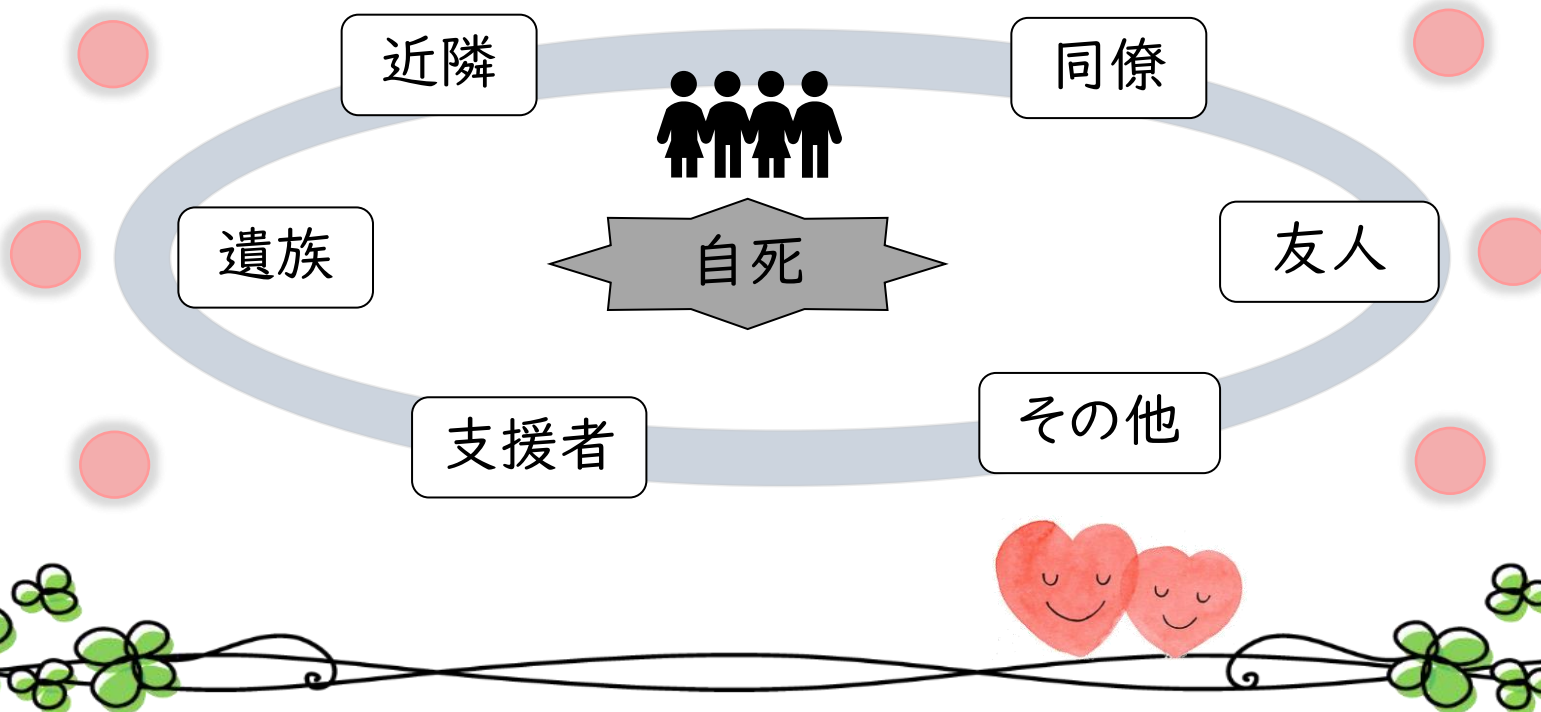 近隣
同僚
遺族
自死
友人
支援者
その他